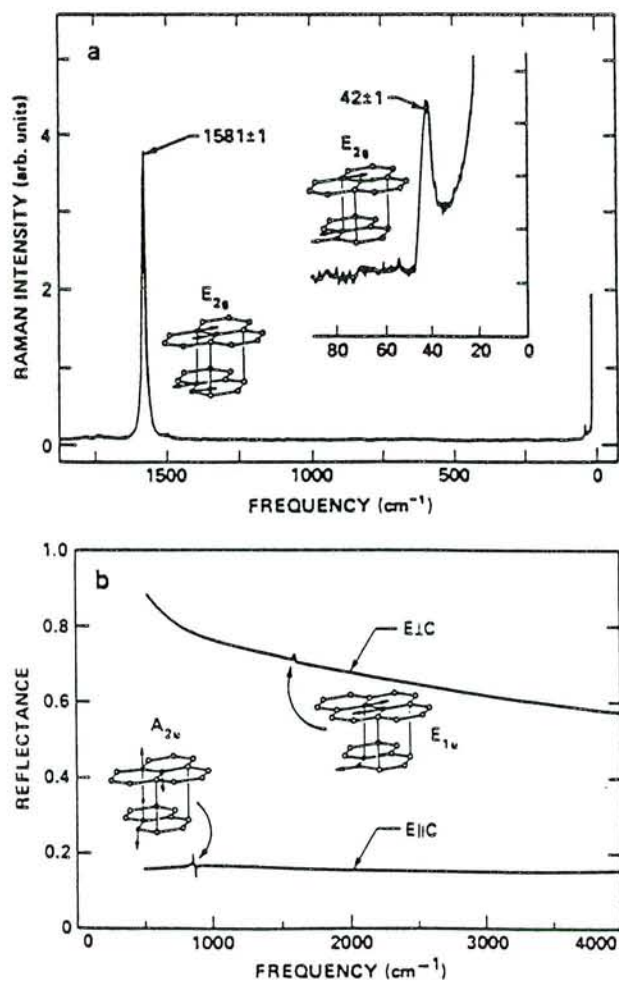 a
RAMAN INTENSITY (arb. units)
4
2
0
1581±1
E2g
42±1
E2g
80 60 40 20 0
1500 1000 500 0
FREQUENCY (cm⁻¹)
b
REFLECTANCE
1.0
0.8
0.6
0.4
0.2
0
E⊥C
E1u
A2u
E∥C
0 1000 2000 3000 4000
FREQUENCY (cm⁻¹)